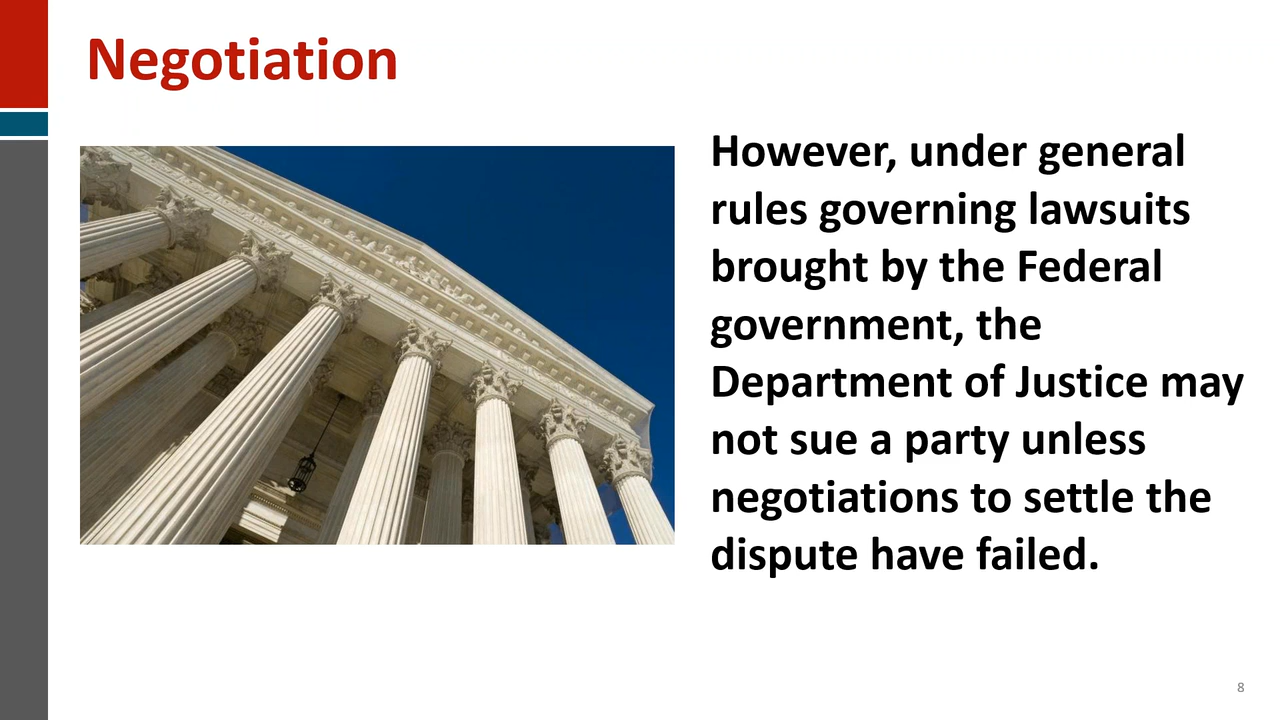 Negotiation
However, under general
rules governing lawsuits
brought by the Federal
government, the
Department of Justice may
not sue a party unless
negotiations to settle the
dispute have failed.
8